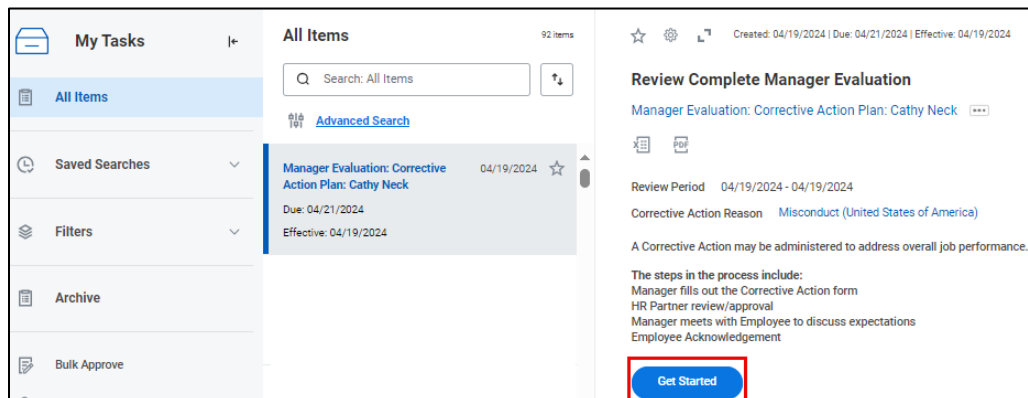 My Tasks
All Items
Saved Searches
Filters
Archive
Bulk Approve
All Items
92 items
Search: All Items
Advanced Search
Manager Evaluation: Corrective
Action Plan: Cathy Neck
04/19/2024
Due: 04/21/2024
Effective: 04/19/2024
Created: 04/19/2024 | Due: 04/21/2024 | Effective: 04/19/2024
Review Complete Manager Evaluation
Manager Evaluation: Corrective Action Plan: Cathy Neck
PDF
Review Period 04/19/2024 - 04/19/2024
Corrective Action Reason Misconduct (United States of America)
A Corrective Action may be administered to address overall job performance.
The steps in the process include:
Manager fills out the Corrective Action form
HR Partner review/approval
Manager meets with Employee to discuss expectations
Employee Acknowledgement
Get Started